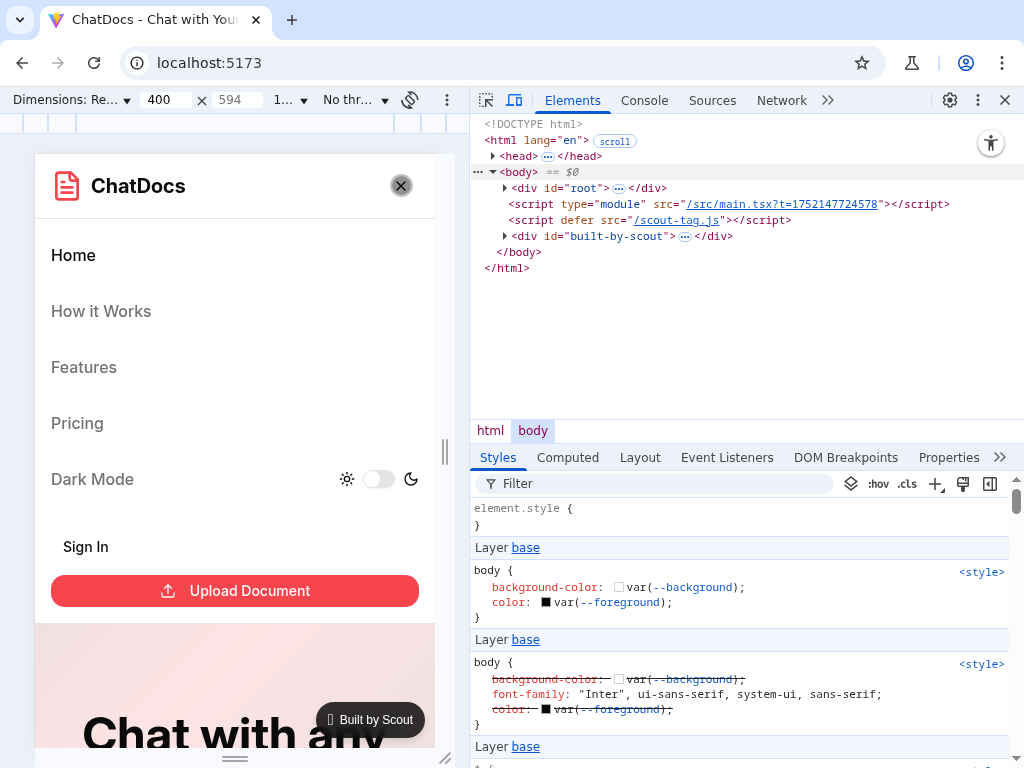 ChatDocs - Chat with Your
localhost:5173
Dimensions: Re... 400 × 594 1... No thr...
Elements Console Sources Network
<!DOCTYPE html>
<html lang="en"> scroll
<head> </head>
<body> == $0
<div id="root"> </div>
<script type="module" src="/src/main.tsx?t=1752147724578"></script>
<script defer src="/scout-tag.js"></script>
<div id="built-by-scout"> </div>
</body>
</html>
ChatDocs
Home
How it Works
Features
Pricing
Dark Mode
Sign In
Upload Document
Chat with any
Built by Scout
html body
Styles Computed Layout Event Listeners DOM Breakpoints Properties
Filter :hov .cls
element.style {
}
Layer base
body { <style>
background-color: var(--background);
color: var(--foreground);
}
Layer base
body { <style>
background-color: var(--background);
font-family: "Inter", ui-sans-serif, system-ui, sans-serif;
color: var(--foreground);
}
Layer base